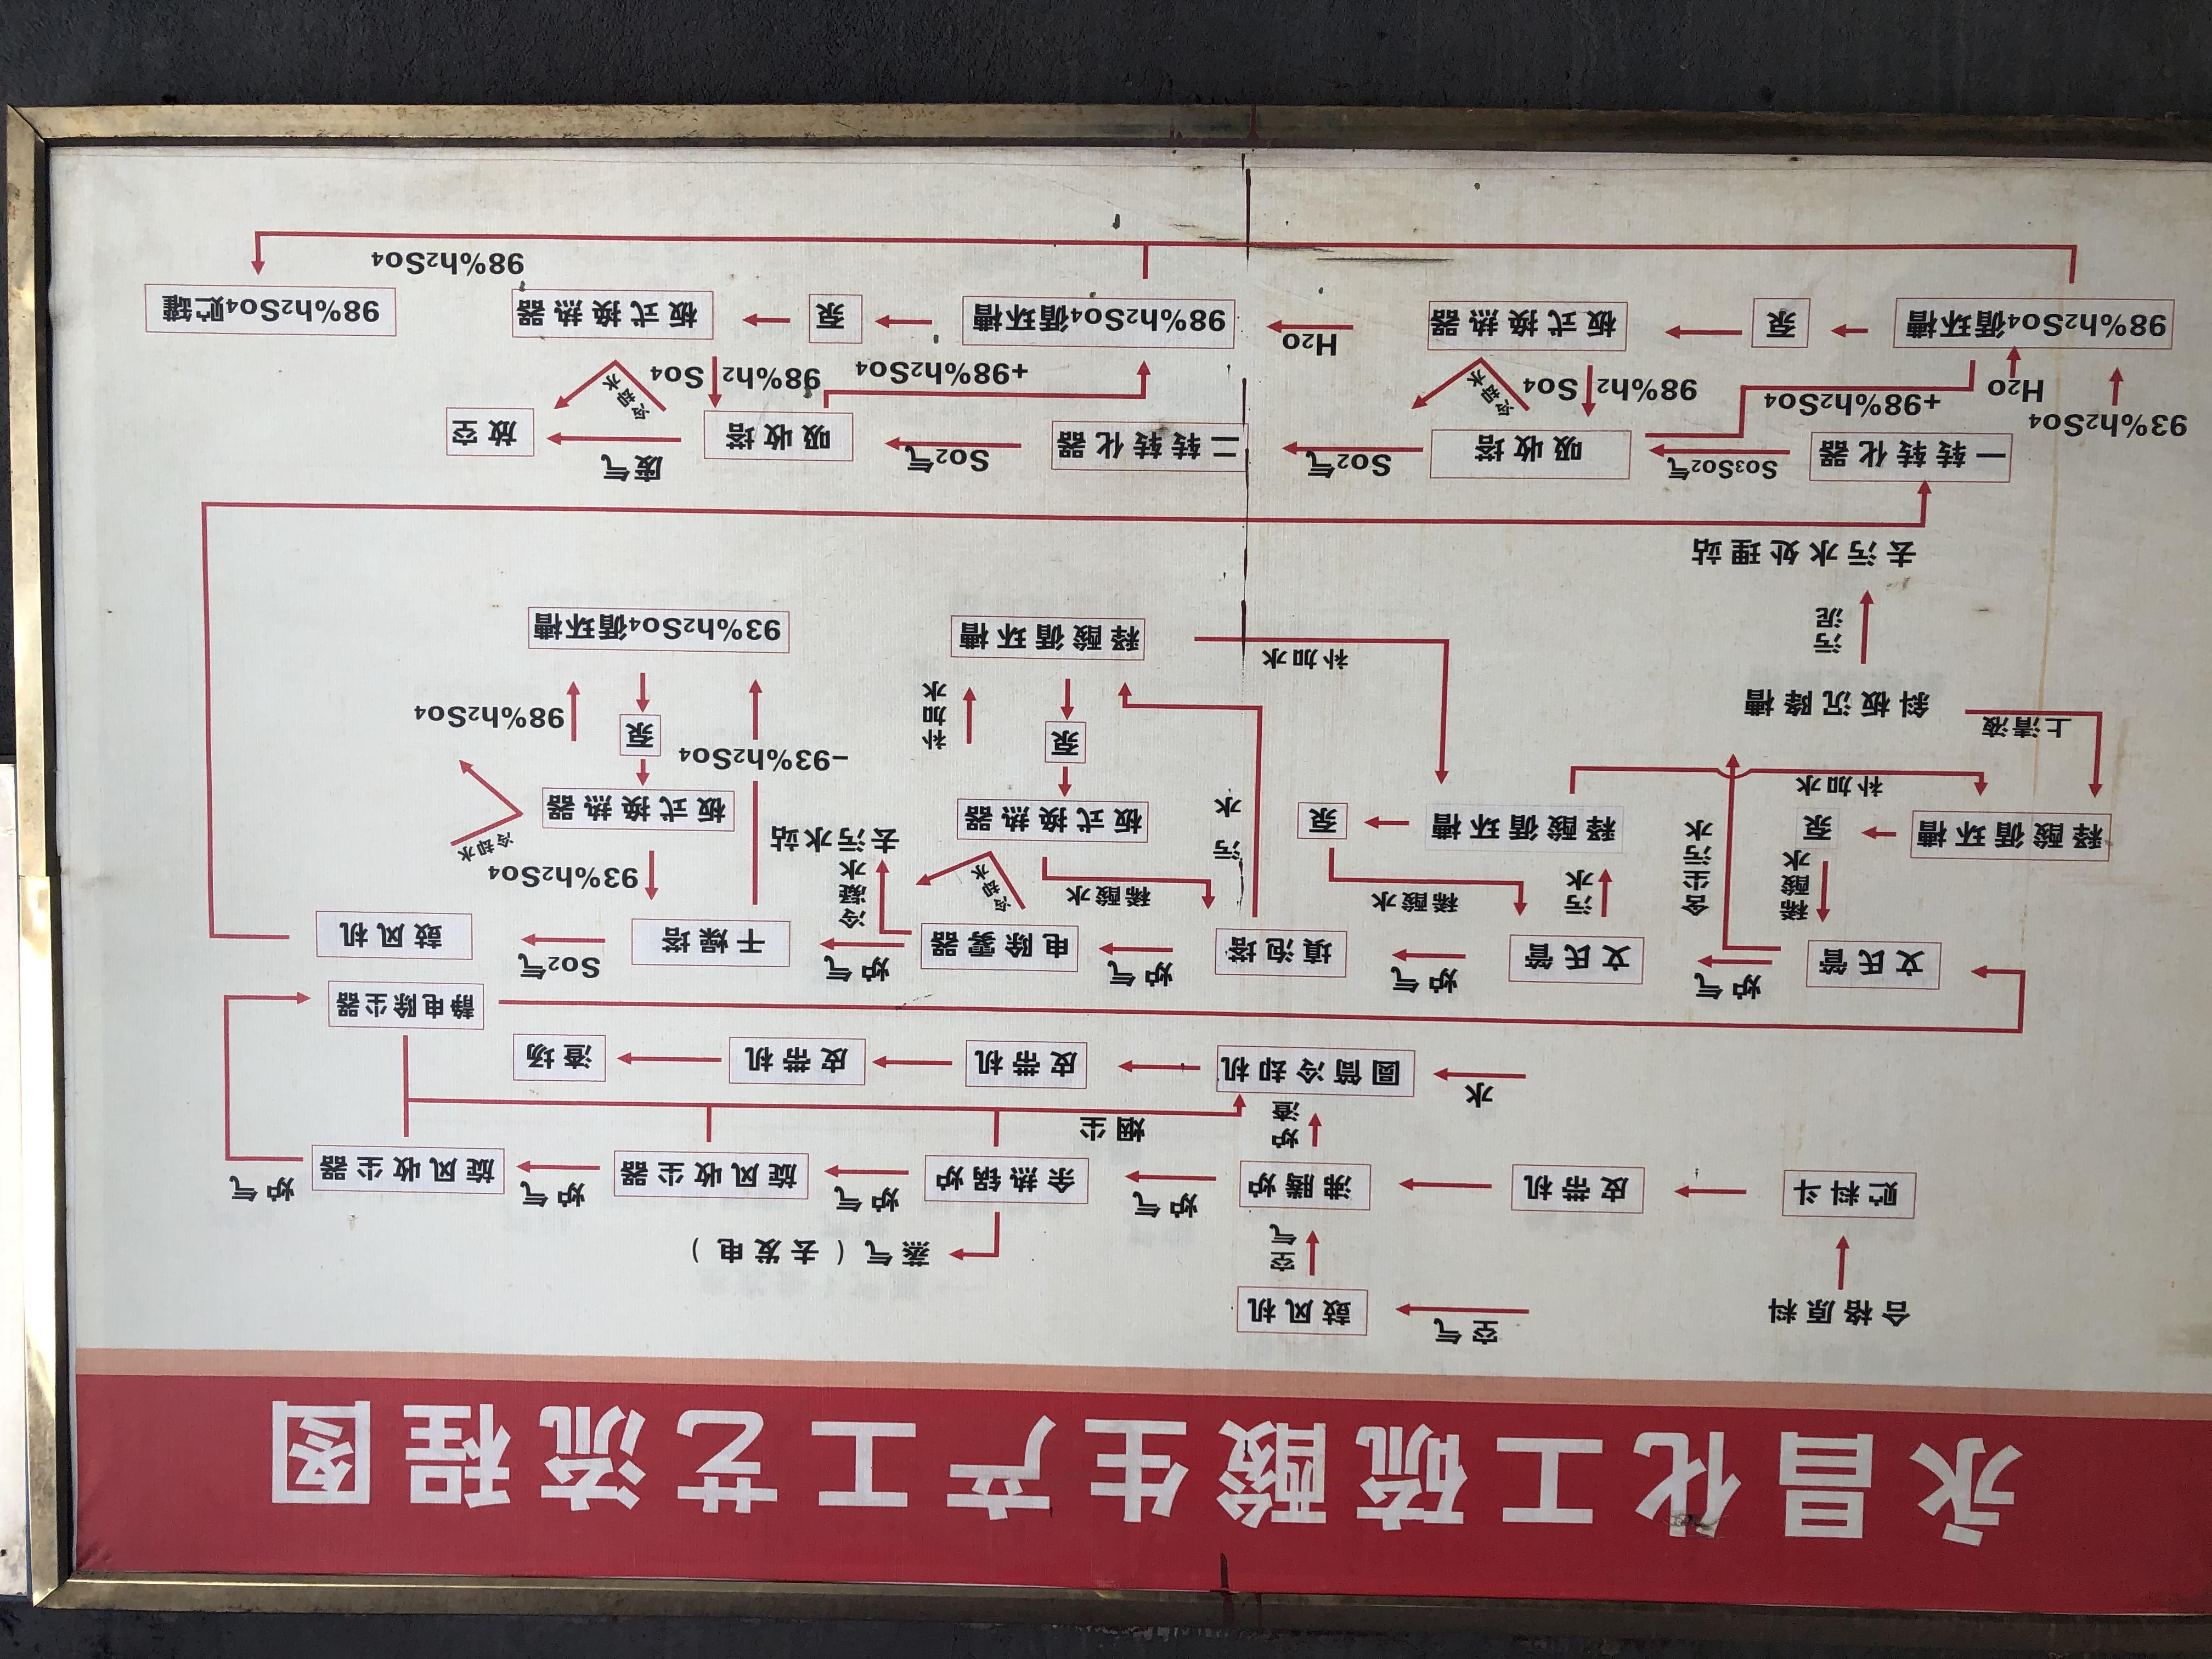 永昌化工硫酸生产工艺流程图
合格原料
空气
鼓风机
空气
蒸气（去发电）
贮料斗
皮带机
沸腾炉
炉气
余热锅炉
炉气
旋风收尘器
炉气
旋风收尘器
炉气
炉渣
烟尘
水
圆筒冷却机
皮带机
皮带机
渣场
静电除尘器
文氏管
炉气
文氏管
炉气
填泡塔
炉气
电除雾器
炉气
干燥塔
So₂气
鼓风机
稀酸水
含尘污水
污水
稀酸水
污水
稀酸水
冷却水
冷凝水
去污水站
93%h₂So₄
冷却水
释酸循环槽
泵
补加水
释酸循环槽
泵
板式换热器
板式换热器
上清液
斜板沉降槽
泵
补加水
-93%h₂So₄
泵
98%h₂So₄
污泥
补加水
释酸循环槽
93%h₂So₄循环槽
去污水处理站
一转转化器
So₃So₂气
吸收塔
So₂气
二转转化器
So₂气
吸收塔
废气
放空
93%h₂So₄
H₂O
+98%h₂So₄
98%h₂So₄
冷却水
+98%h₂So₄
98%h₂So₄
冷却水
98%h₂So₄循环槽
泵
板式换热器
H₂O
98%h₂So₄循环槽
泵
板式换热器
98%h₂So₄贮罐
98%h₂So₄